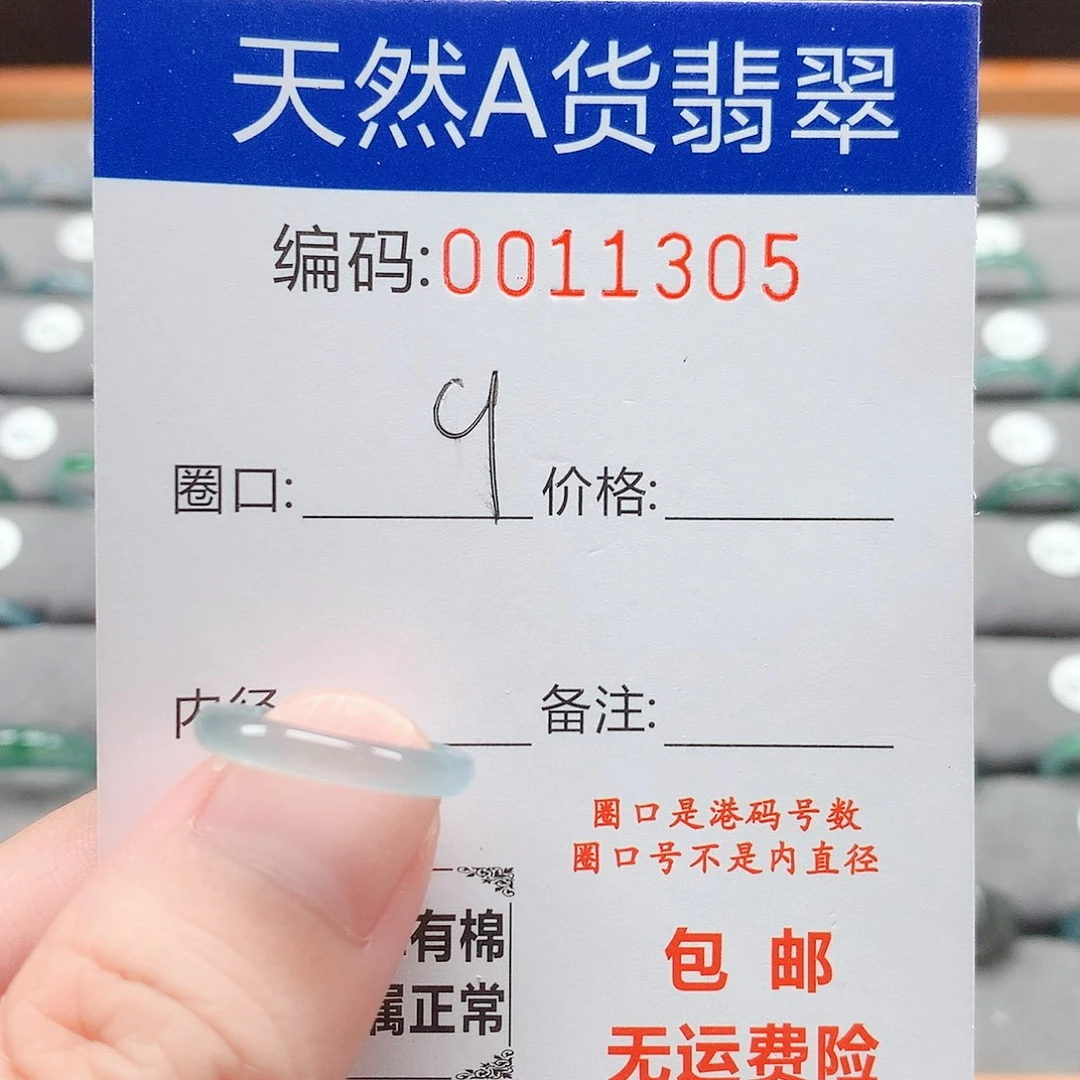 天然A货翡翠
编码:0011305
圈口: 9 价格:
内径 备注:
圈口是港码号数
圈口号不是内直径
有棉
属正常
包邮
无运费险